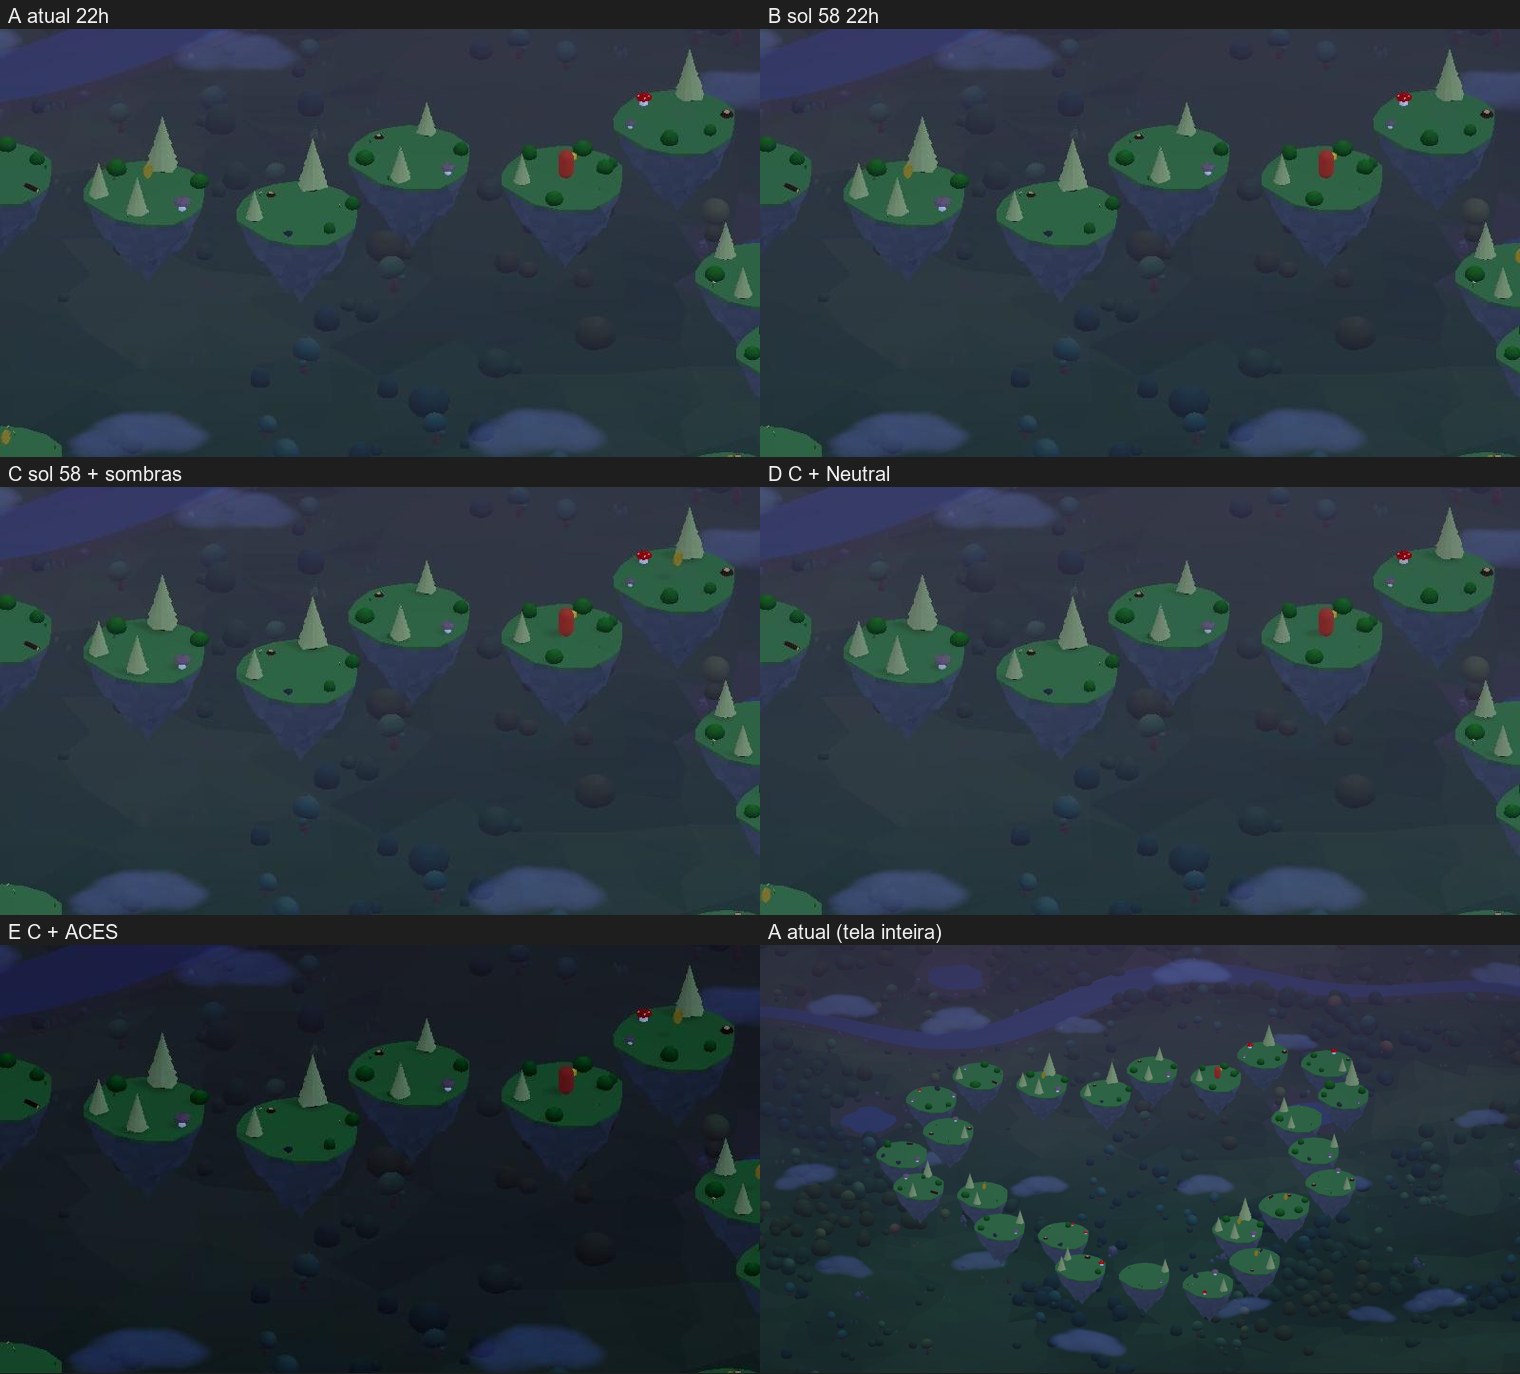 A atual 22h
B sol 58 22h
C sol 58 + sombras
D C + Neutral
E C + ACES
A atual (tela inteira)